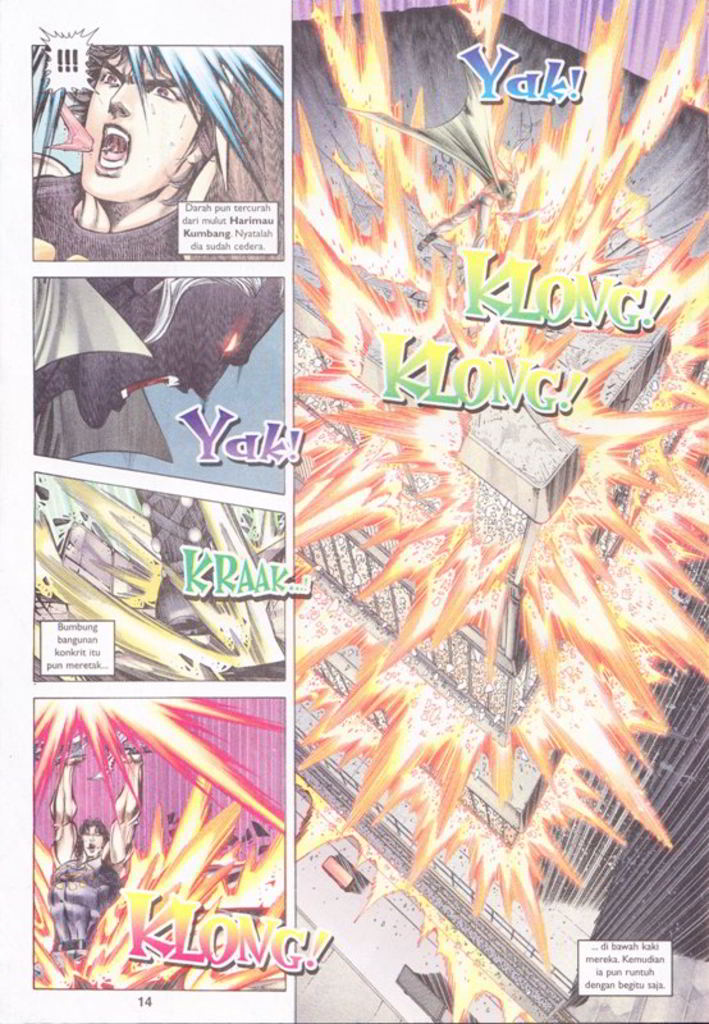 !!!
Darah pun tercurah
dari mulut Harimau
Kumbang. Nyatalah
dia sudah cedera.
Yak!
KRAAK...!
Bumbung
bangunan
konkrit itu
pun meretak...
KLONG!
Yak!
KLONG!
KLONG!
... di bawah kaki
mereka. Kemudian
ia pun runtuh
dengan begitu saja.
14